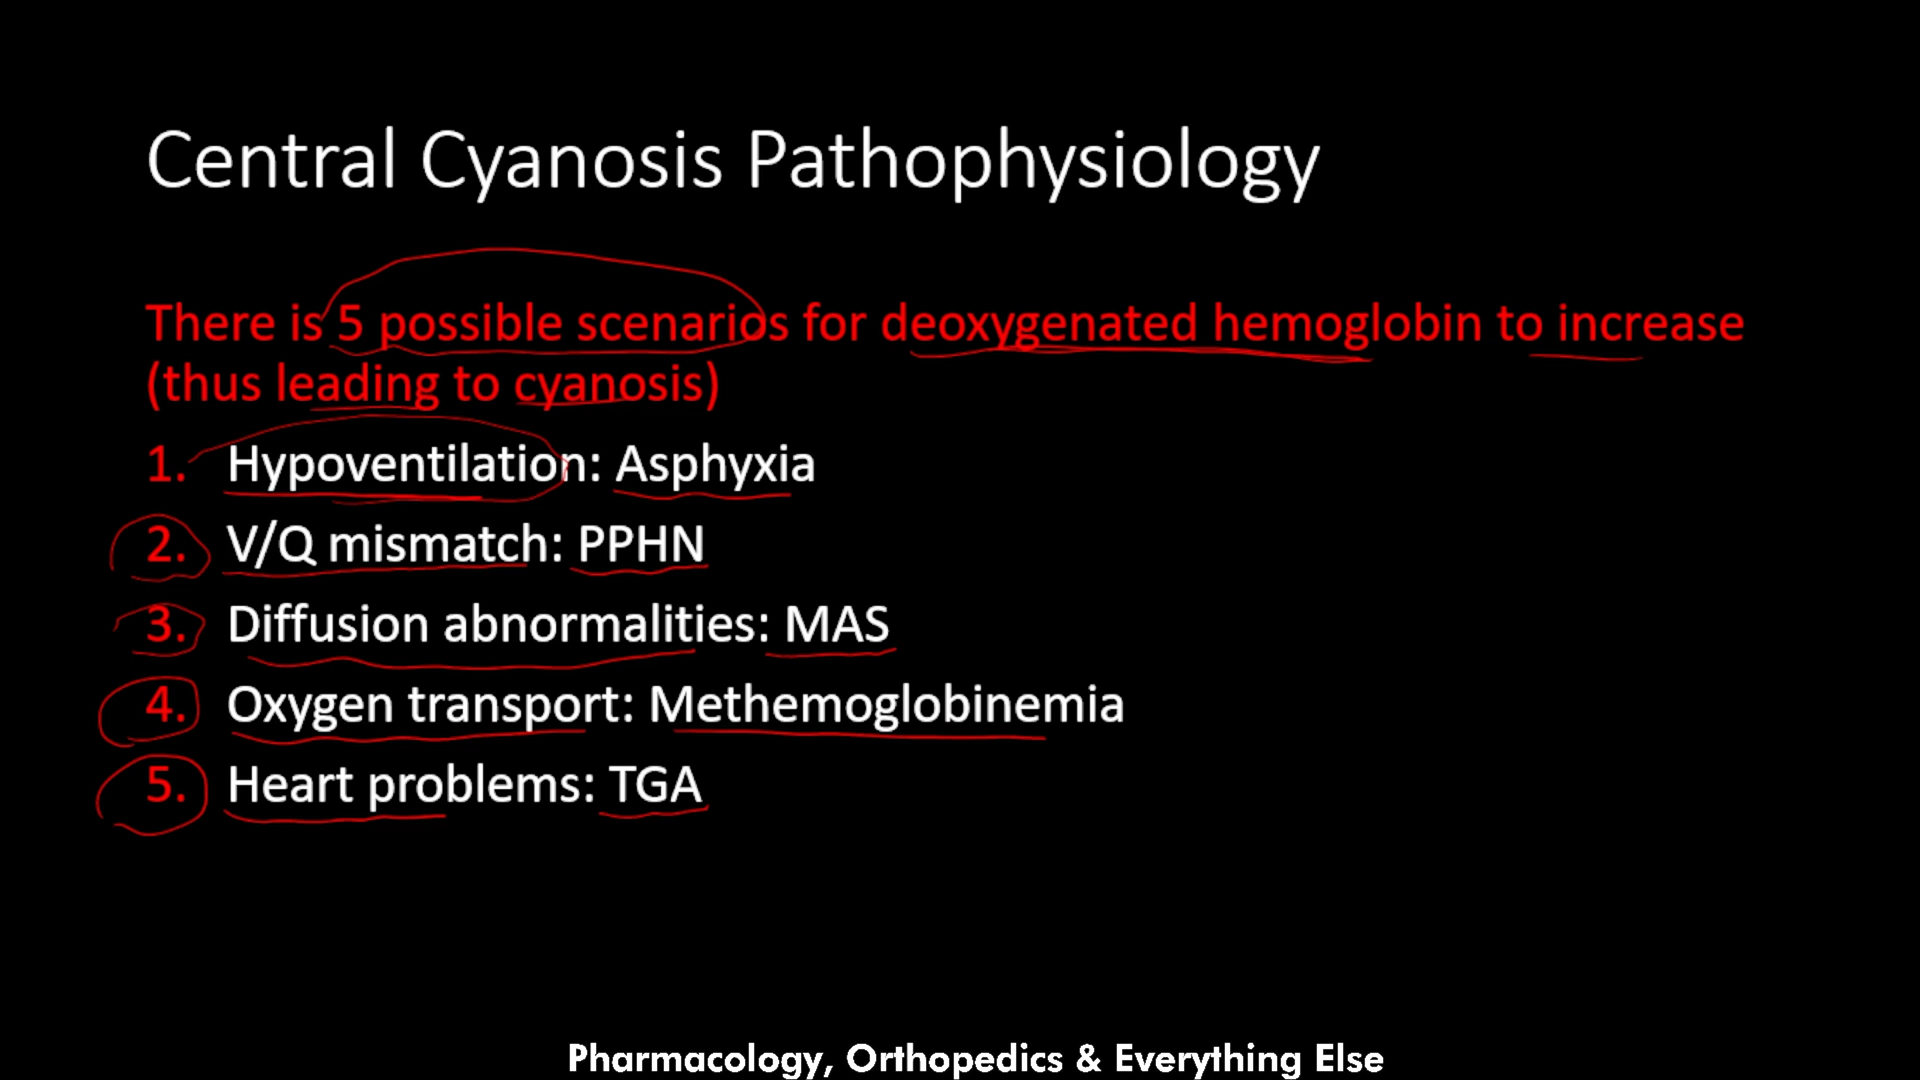 Central Cyanosis Pathophysiology
There is 5 possible scenarios for deoxygenated hemoglobin to increase
(thus leading to cyanosis)
1. Hypoventilation: Asphyxia
2. V/Q mismatch: PPHN
3. Diffusion abnormalities: MAS
4. Oxygen transport: Methemoglobinemia
5. Heart problems: TGA
Pharmacology, Orthopedics & Everything Else